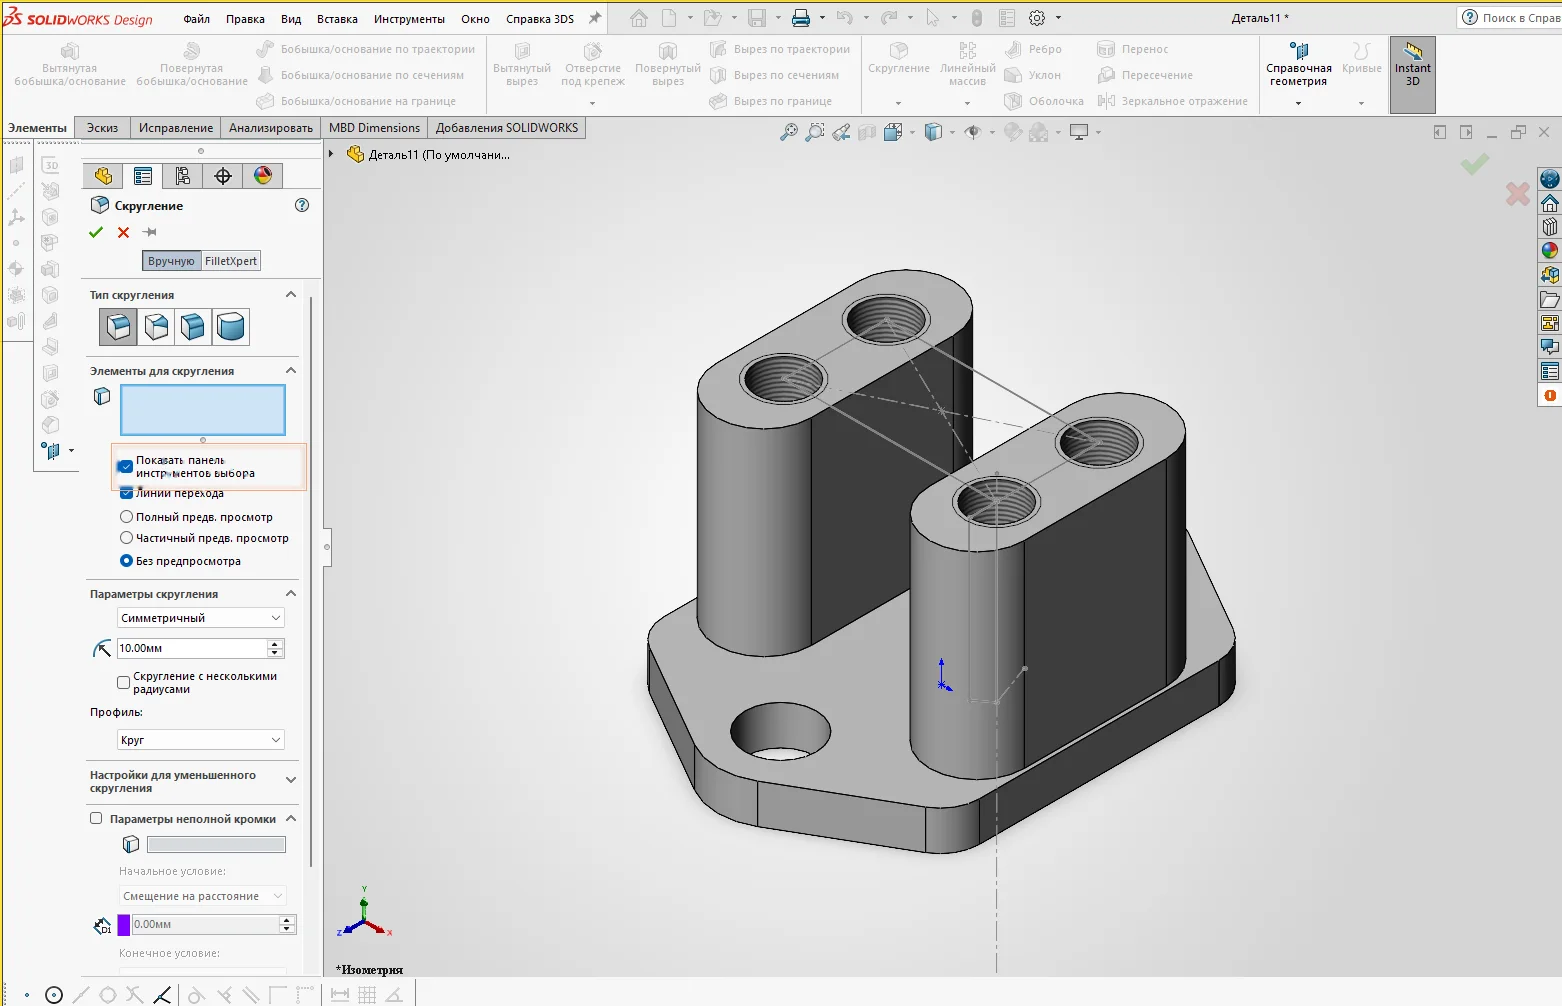 SOLIDWORKS Design
Файл
Правка
Вид
Вставка
Инструменты
Окно
Справка 3DS
Деталь11 *
Поиск в Справ
Вытянутая
бобышка/основание
Повернутая
бобышка/основание
Бобышка/основание по траектории
Бобышка/основание по сечениям
Бобышка/основание на границе
Вытянутый
вырез
Отверстие
под крепеж
Повернутый
вырез
Вырез по траектории
Вырез по сечениям
Вырез по границе
Скругление
Линейный
массив
Ребро
Уклон
Оболочка
Перенос
Пересечение
Зеркальное отражение
Справочная
геометрия
Кривые
Instant
3D
Элементы
Эскиз
Исправление
Анализировать
MBD Dimensions
Добавления SOLIDWORKS
Деталь11 (По умолчани...
3D
Скругление
Вручную
FilletXpert
Тип скругления
Элементы для скругления
Показать панель
инструментов выбора
Линии перехода
Полный предв. просмотр
Частичный предв. просмотр
Без предпросмотра
Параметры скругления
Симметричный
10.00мм
Скругление с несколькими
радиусами
Профиль:
Круг
Настройки для уменьшенного
скругления
Параметры неполной кромки
Начальное условие:
Смещение на расстояние
D1
0.00мм
Конечное условие:
Y
Z
X
*Изометрия